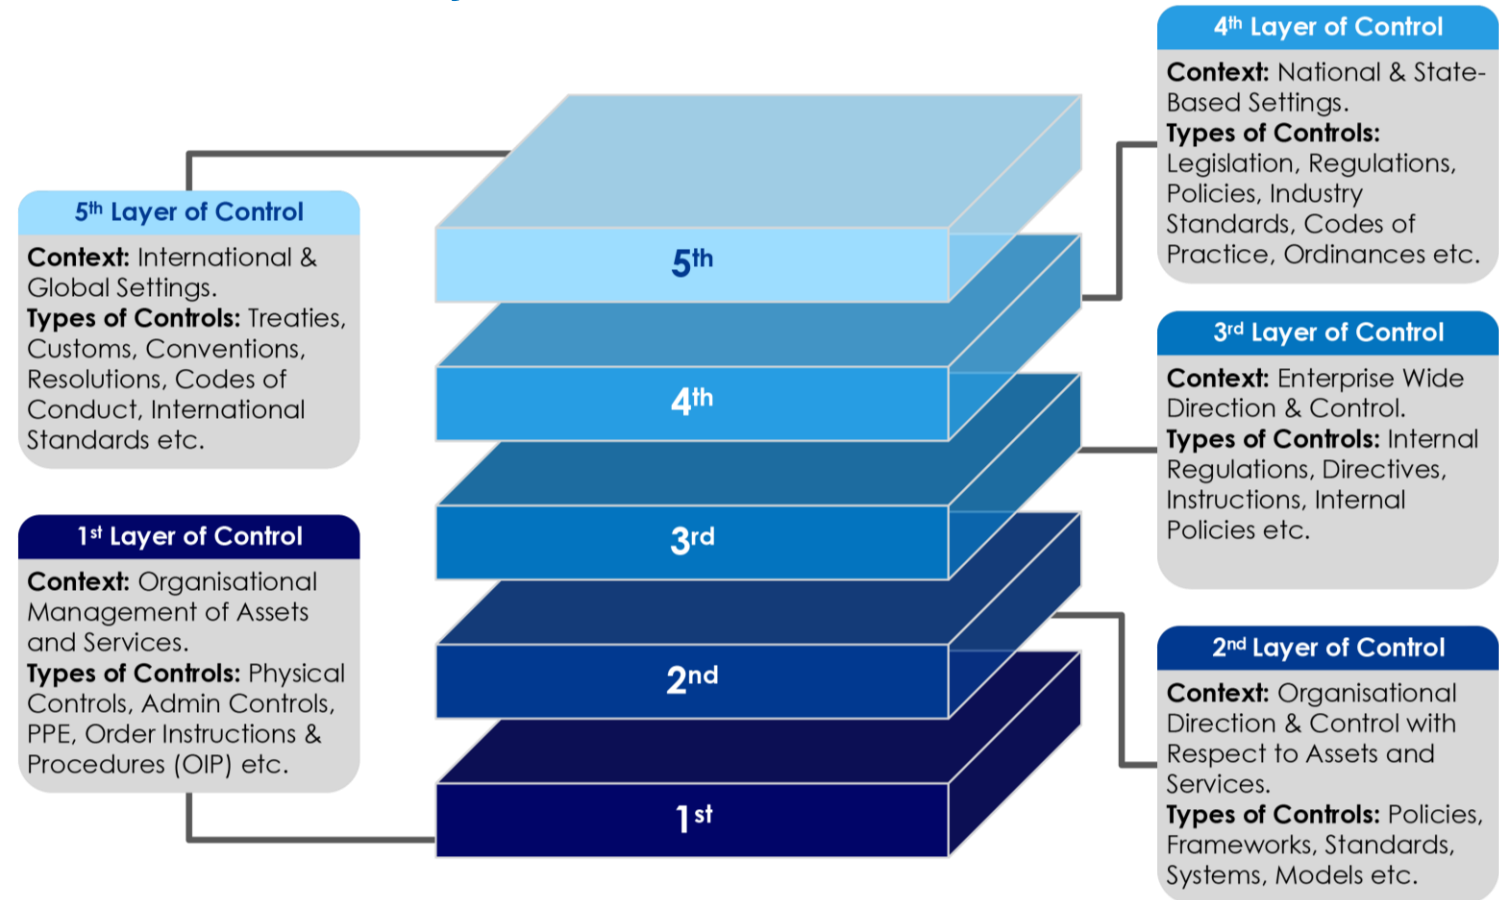 5th Layer of Control
Context: International &
Global Settings.
Types of Controls: Treaties,
Customs, Conventions,
Resolutions, Codes of
Conduct, International
Standards etc.
1st Layer of Control
Context: Organisational
Management of Assets
and Services.
Types of Controls: Physical
Controls, Admin Controls,
PPE, Order Instructions &
Procedures (OIP) etc.
5th
4th
3rd
2nd
1st
4th Layer of Control
Context: National & State-
Based Settings.
Types of Controls:
Legislation, Regulations,
Policies, Industry
Standards, Codes of
Practice, Ordinances etc.
3rd Layer of Control
Context: Enterprise Wide
Direction & Control.
Types of Controls: Internal
Regulations, Directives,
Instructions, Internal
Policies etc.
2nd Layer of Control
Context: Organisational
Direction & Control with
Respect to Assets and
Services.
Types of Controls: Policies,
Frameworks, Standards,
Systems, Models etc.